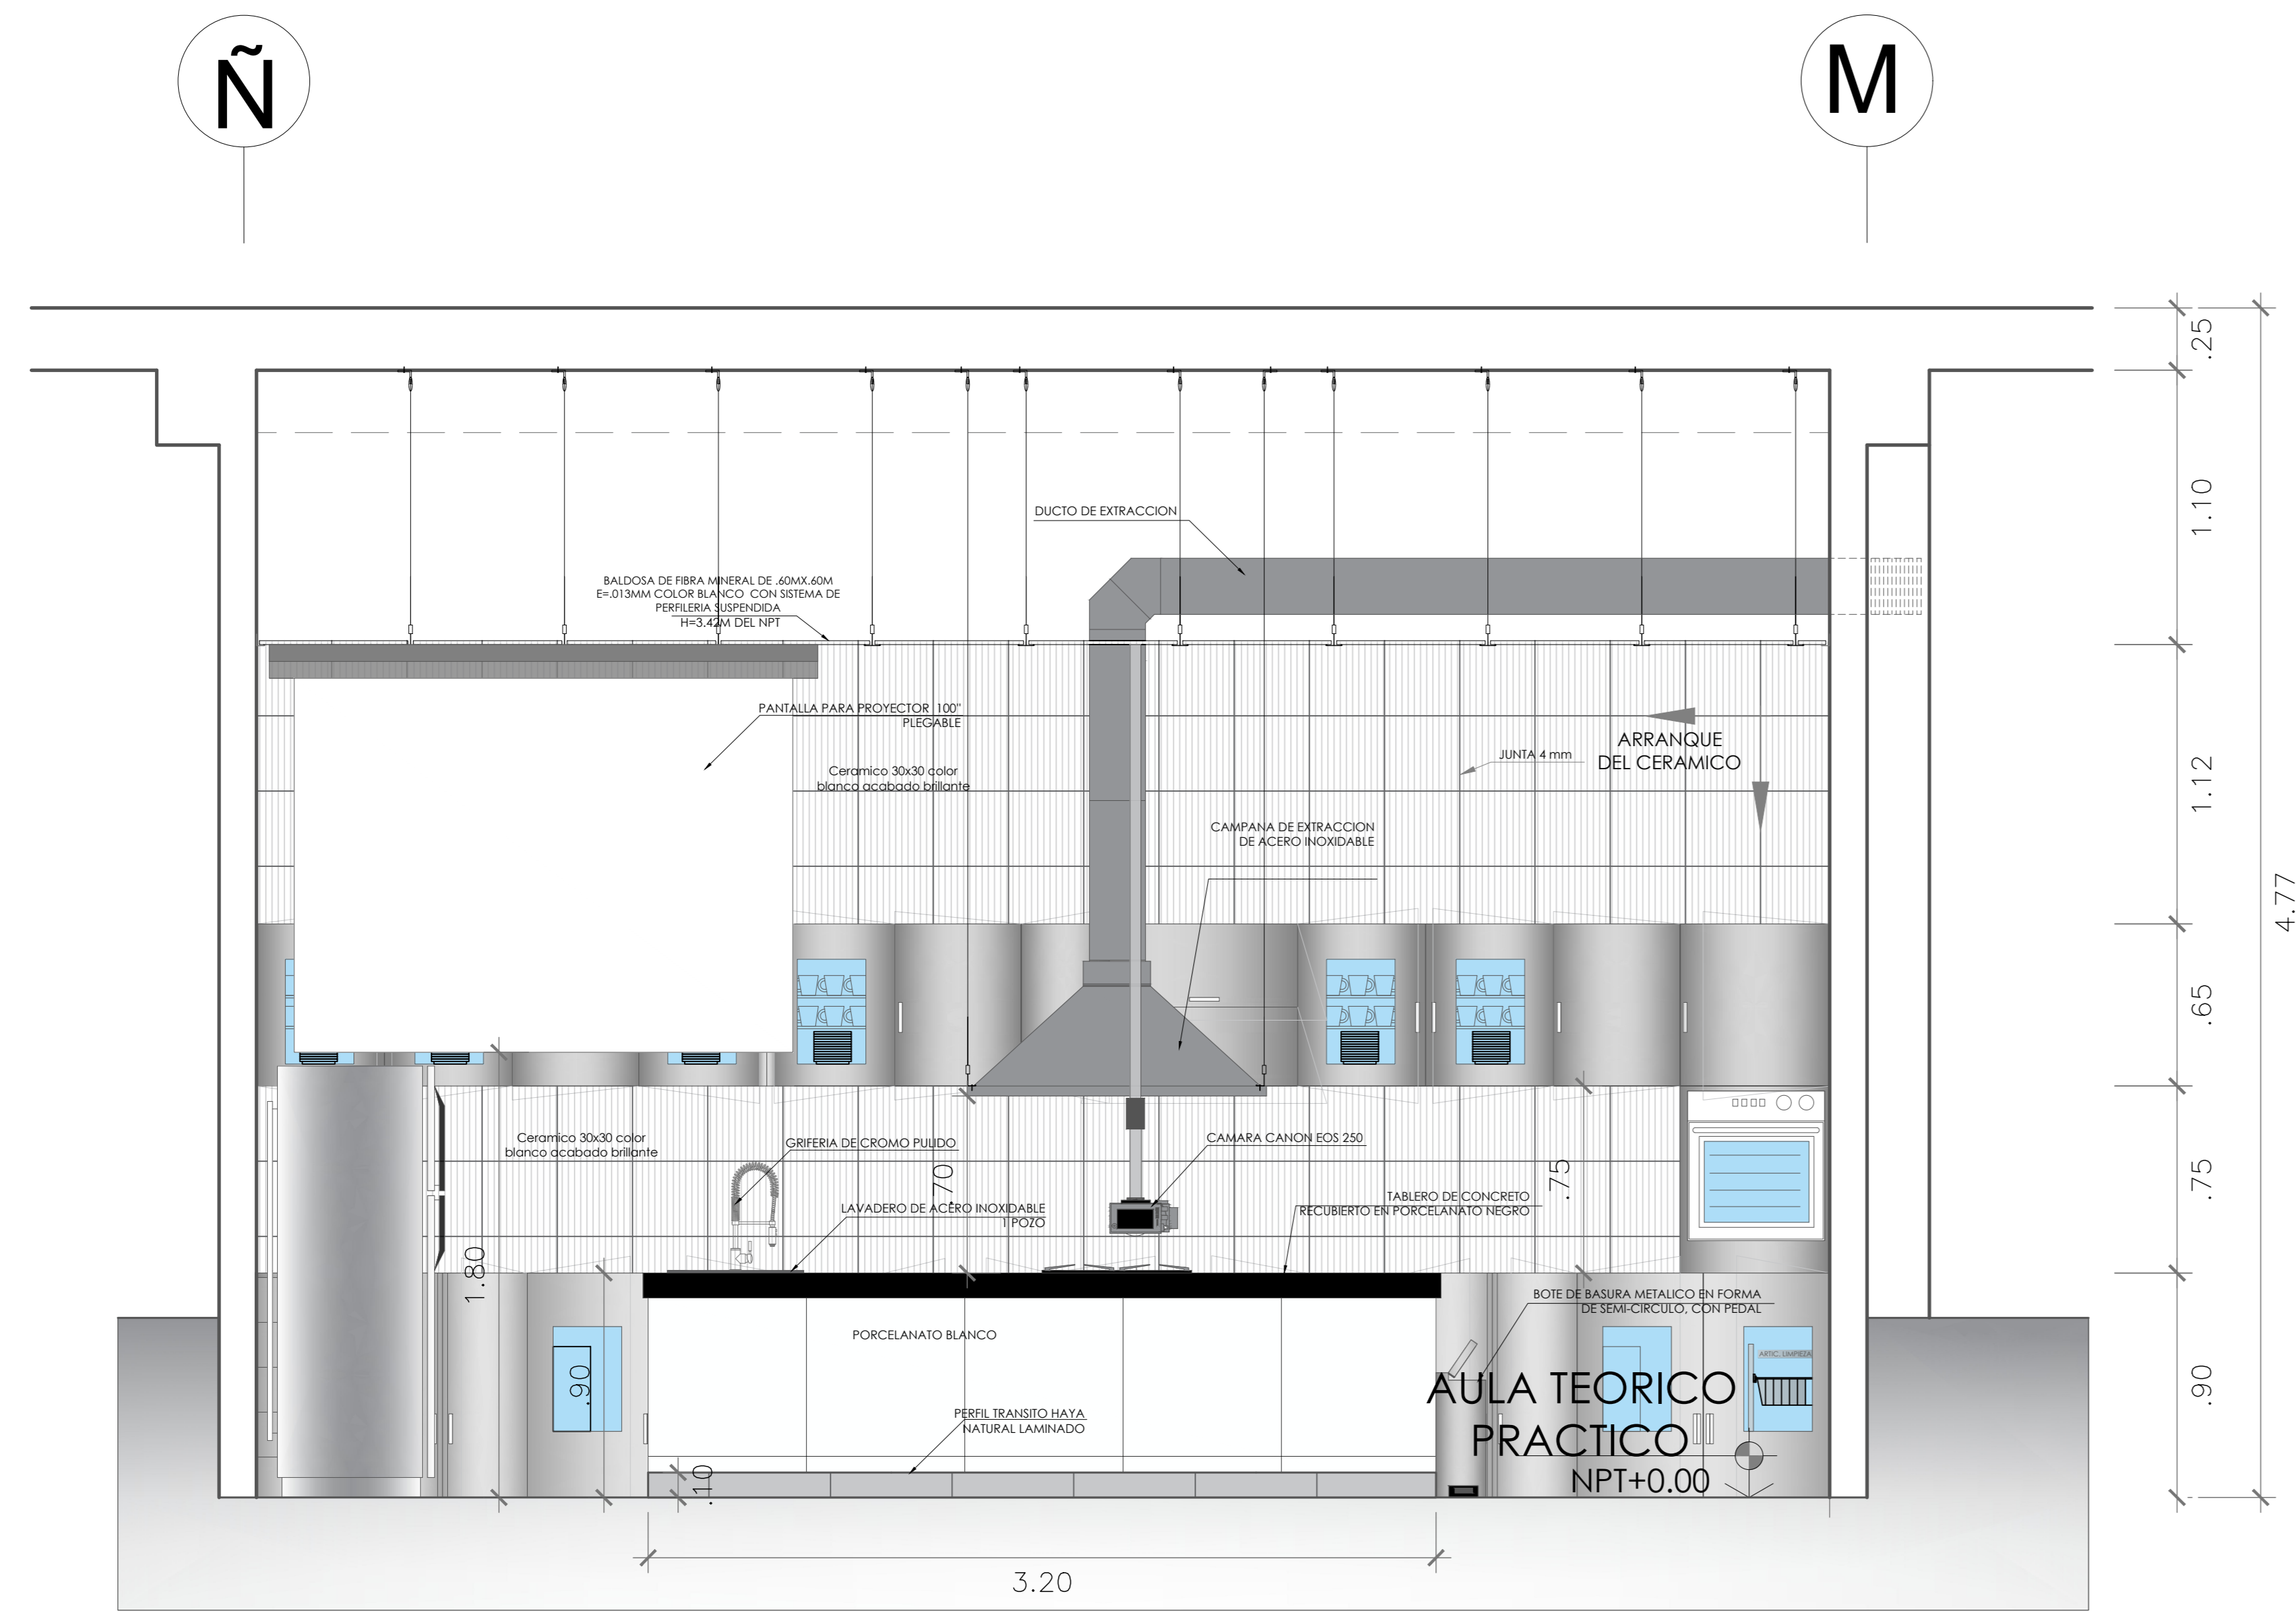 Ñ
M
.25
DUCTO DE EXTRACCION
1.10
BALDOSA DE FIBRA MINERAL DE .60MX.60M
E=.013MM COLOR BLANCO CON SISTEMA DE
PERFILERIA SUSPENDIDA
H=3.42M DEL NPT
PANTALLA PARA PROYECTOR 100"
PLEGABLE
Ceramico 30x30 color
blanco acabado brillante
JUNTA 4 mm
ARRANQUE
DEL CERAMICO
1.12
CAMPANA DE EXTRACCION
DE ACERO INOXIDABLE
4.77
.65
Ceramico 30x30 color
blanco acabado brillante
GRIFERIA DE CROMO PULIDO
CAMARA CANON EOS 250
.70
.75
.75
LAVADERO DE ACERO INOXIDABLE
1 POZO
TABLERO DE CONCRETO
RECUBIERTO EN PORCELANATO NEGRO
1.80
BOTE DE BASURA METALICO EN FORMA
DE SEMI-CIRCULO, CON PEDAL
PORCELANATO BLANCO
ARTIC. LIMPIEZA
.90
.90
AULA TEORICO
PRACTICO
NPT+0.00
PERFIL TRANSITO HAYA
NATURAL LAMINADO
.10
3.20